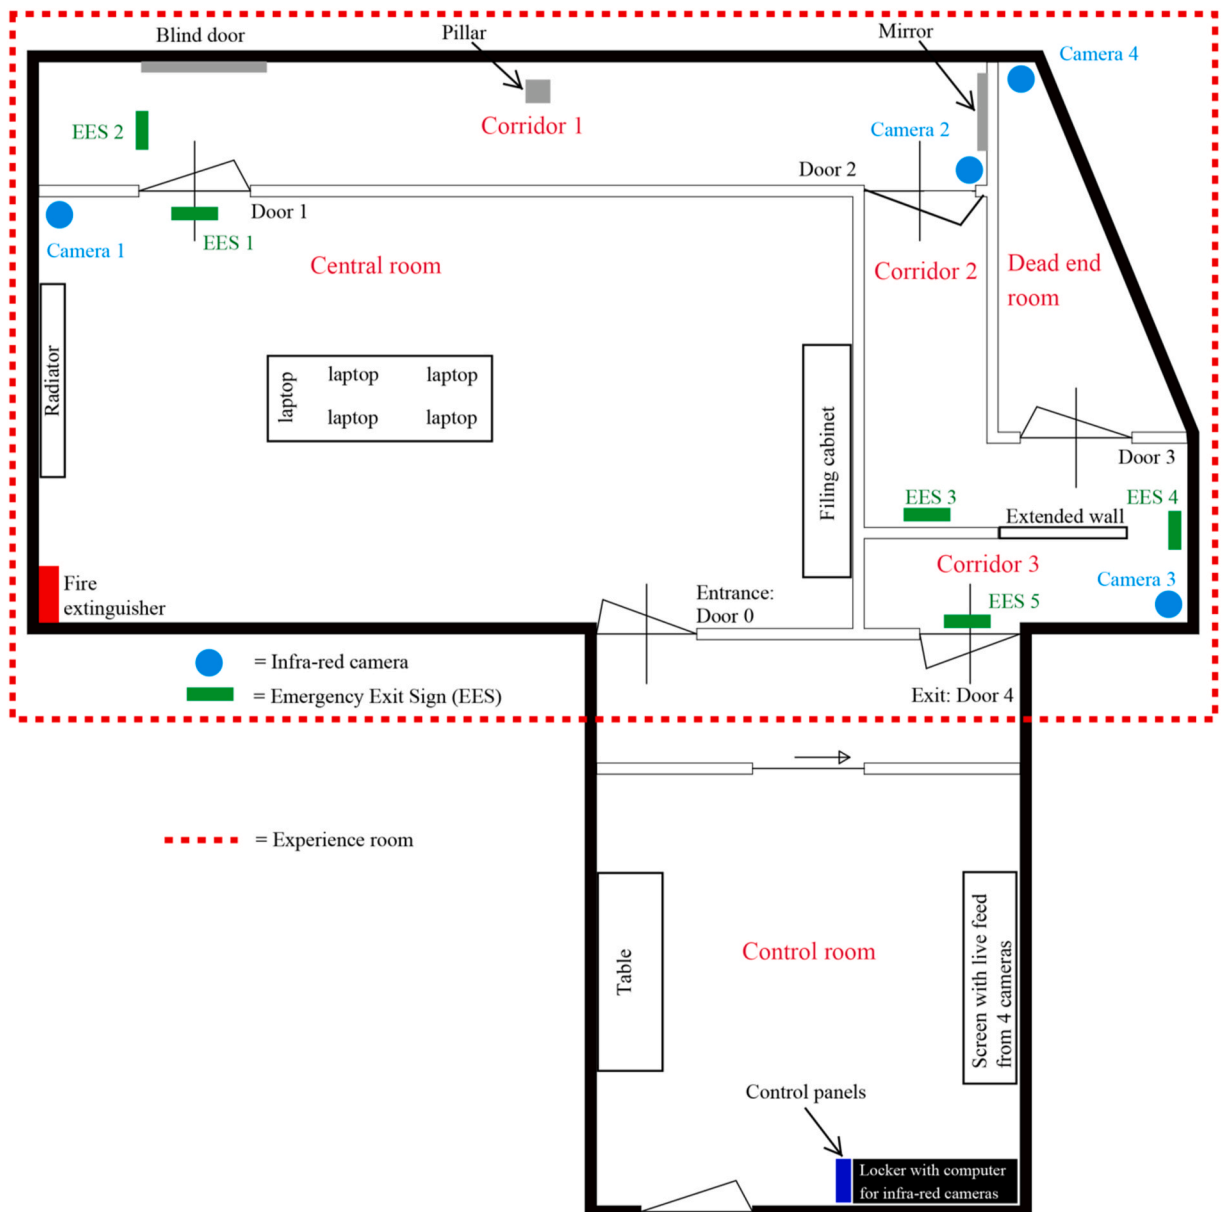 Blind door
Pillar
Mirror
Camera 4
EES 2
Corridor 1
Camera 2
Door 2
Door 1
EES 1
Camera 1
Central room
Corridor 2
Dead end
room
Radiator
laptop
laptop
laptop
laptop
laptop
Filing cabinet
Door 3
EES 3
EES 4
Extended wall
Corridor 3
Camera 3
EES 5
Fire
extinguisher
Entrance:
Door 0
= Infra-red camera
= Emergency Exit Sign (EES)
Exit: Door 4
= Experience room
Table
Control room
Screen with live feed
from 4 cameras
Control panels
Locker with computer
for infra-red cameras